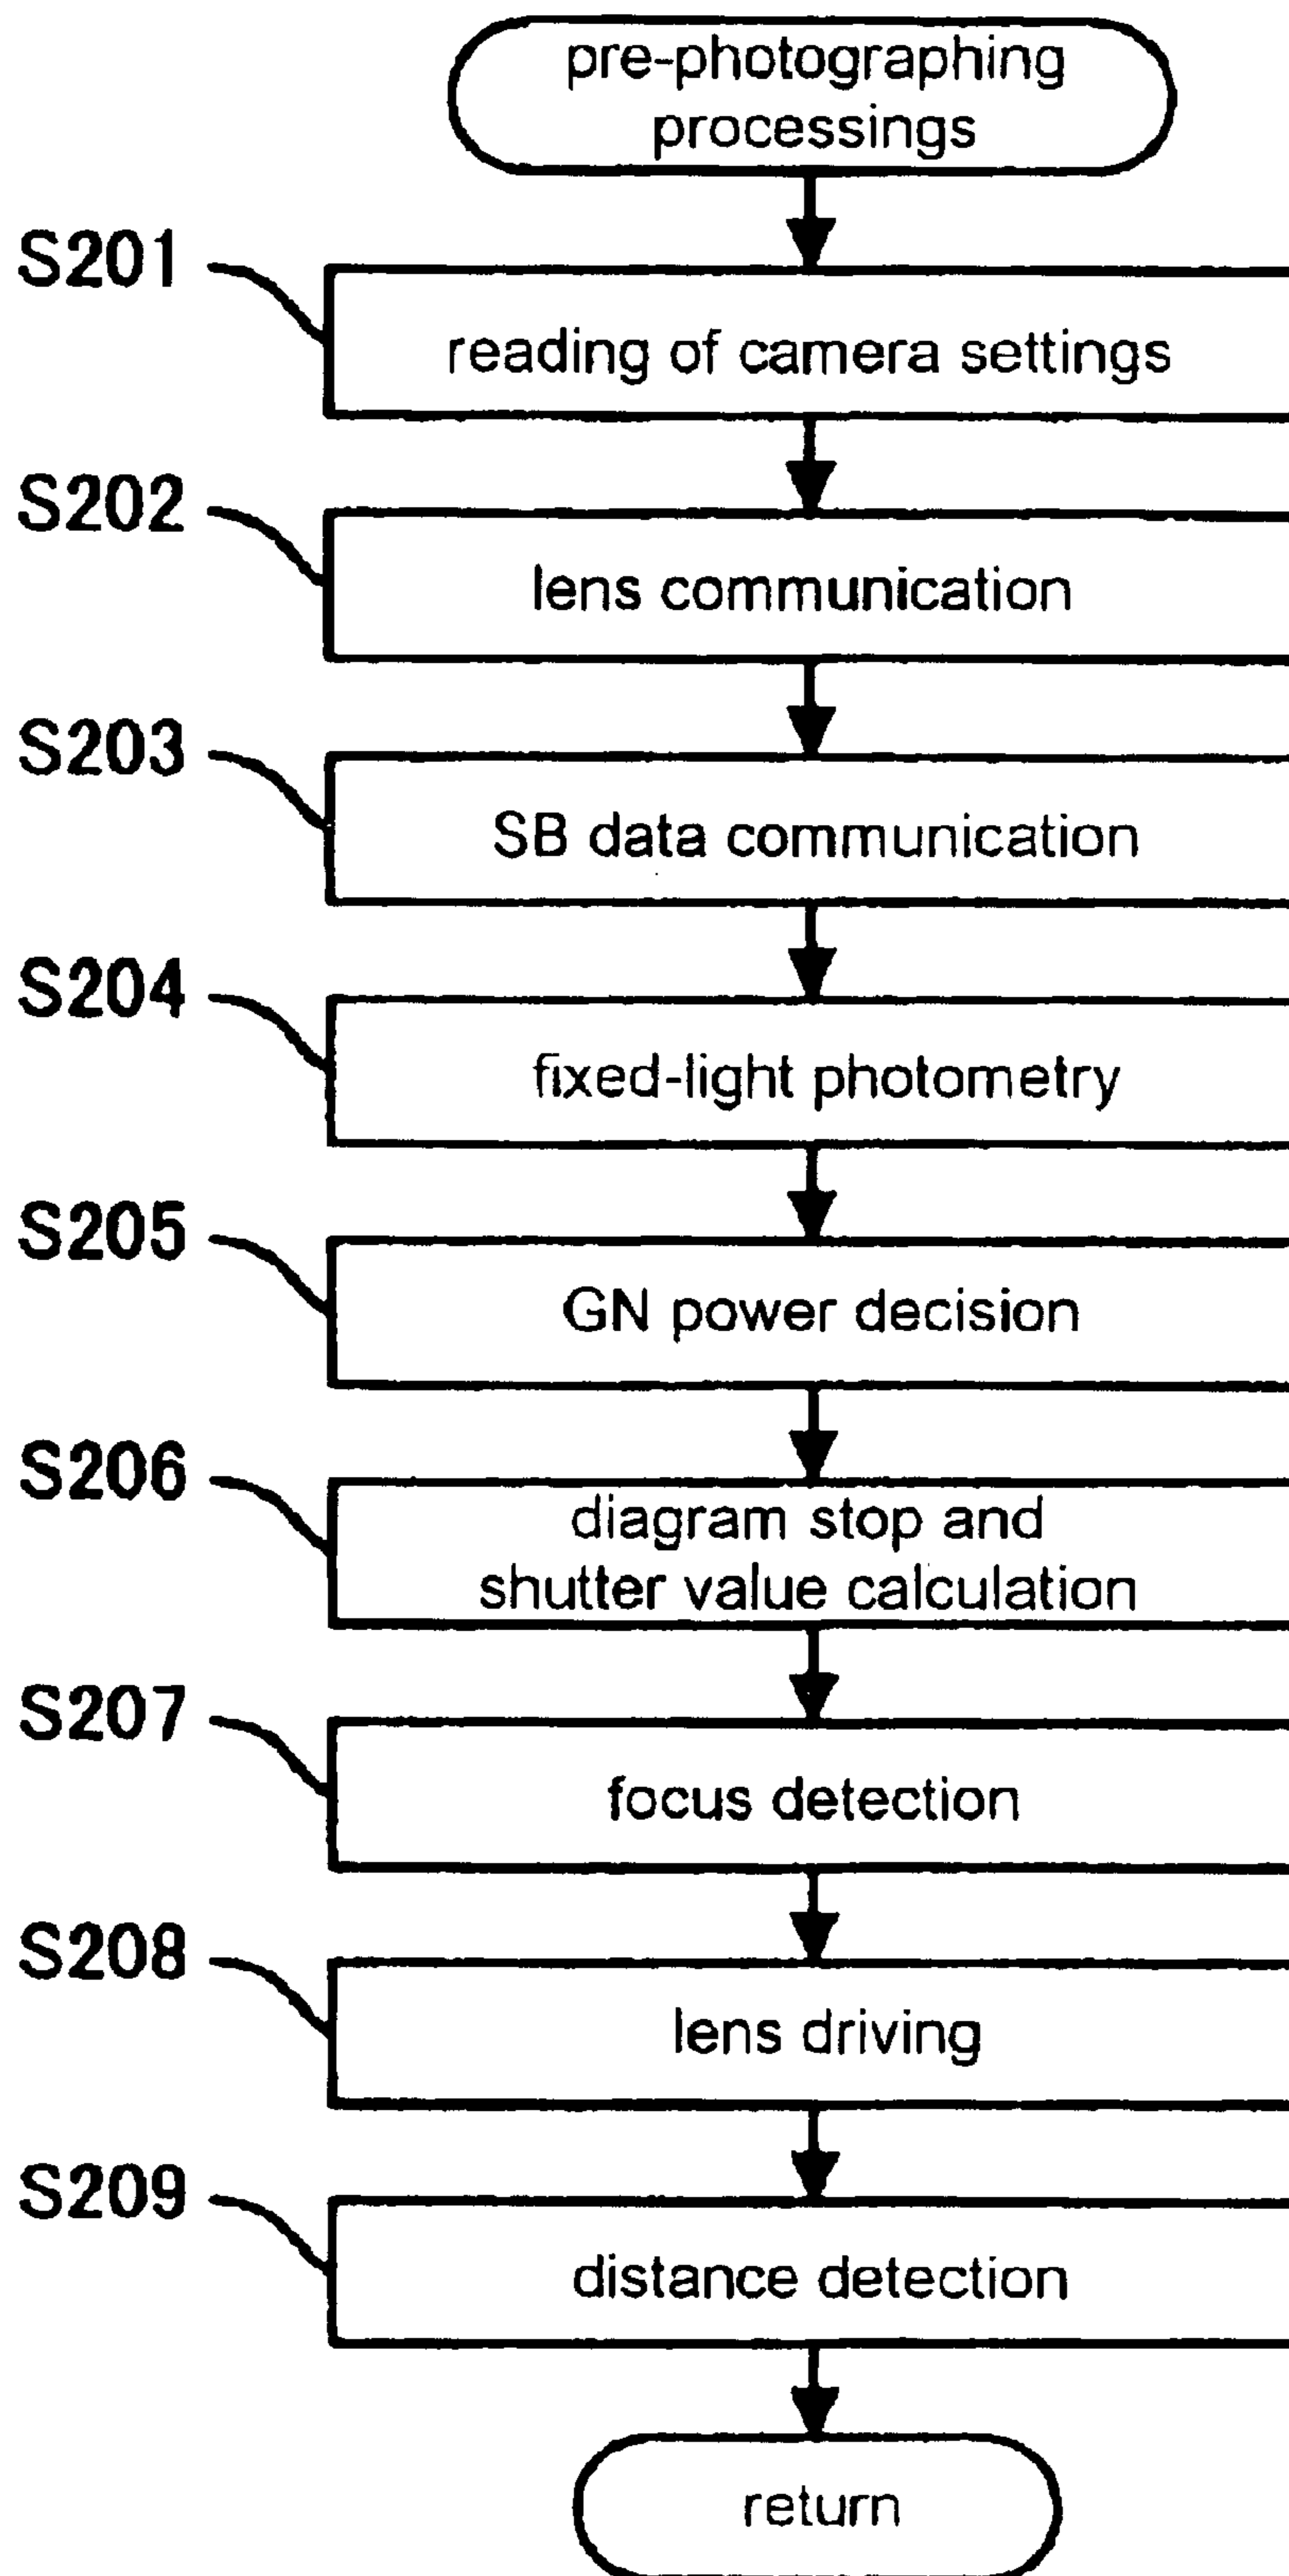 pre-photographing
processings
S201
reading of camera settings
S202
lens communication
S203
SB data communication
S204
fixed-light photometry
S205
GN power decision
S206
diagram stop and
shutter value calculation
S207
focus detection
S208
lens driving
S209
distance detection
return